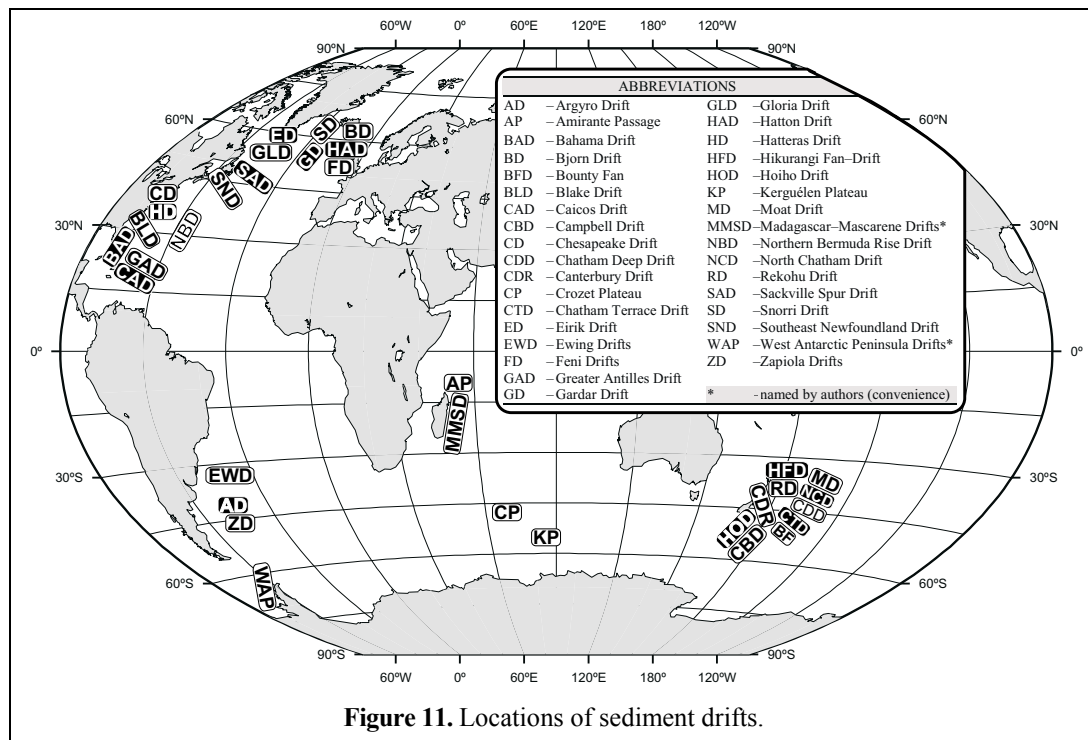 60ºW 0º 60ºE 120ºE 180ºE 120ºW
90ºN 90ºN
ABBREVIATIONS
AD – Argyro Drift GLD – Gloria Drift
AP – Amirante Passage HAD – Hatton Drift
BAD – Bahama Drift HD – Hatteras Drift
BD – Bjorn Drift HFD – Hikurangi Fan–Drift
BFD – Bounty Fan HOD – Hoiho Drift
BLD – Blake Drift KP – Kerguélen Plateau
CAD – Caicos Drift MD – Moat Drift
CBD – Campbell Drift MMSD – Madagascar–Mascarene Drifts*
CD – Chesapeake Drift NBD – Northern Bermuda Rise Drift
CDD – Chatham Deep Drift NCD – North Chatham Drift
CDR – Canterbury Drift RD – Rekohu Drift
CP – Crozet Plateau SAD – Sackville Spur Drift
CTD – Chatham Terrace Drift SD – Snorri Drift
ED – Eirik Drift SND – Southeast Newfoundland Drift
EWD – Ewing Drifts WAP – West Antarctic Peninsula Drifts*
FD – Feni Drifts ZD – Zapiola Drifts
GAD – Greater Antilles Drift
GD – Gardar Drift * - named by authors (convenience)
60ºN 60ºN
ED SD BD
GLD GD HAD
FD
SND SAD
CD
HD
30ºN 30ºN
BAD BLD NBD
GAD
CAD
0º 0º
AP
MMSD
30ºS 30ºS
EWD HFD MD
RD NCD
AD CP CDR CDD
ZD CTD
KP HOD BF
CBD
60ºS 60ºS
WAP
90ºS 90ºS
60ºW 0º 60ºE 120ºE 180ºE 120ºW
Figure 11. Locations of sediment drifts.